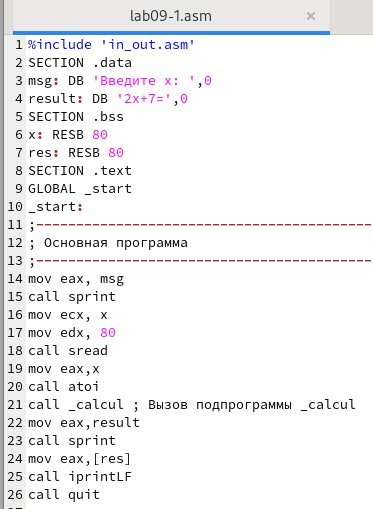 lab09-1.asm ×
1 %include 'in_out.asm'
2 SECTION .data
3 msg: DB 'Введите x: ',0
4 result: DB '2x+7=',0
5 SECTION .bss
6 x: RESB 80
7 res: RESB 80
8 SECTION .text
9 GLOBAL _start
10 _start:
11 ;------------------------------------------
12 ; Основная программа
13 ;------------------------------------------
14 mov eax, msg
15 call sprint
16 mov ecx, x
17 mov edx, 80
18 call sread
19 mov eax,x
20 call atoi
21 call _calcul ; Вызов подпрограммы _calcul
22 mov eax,result
23 call sprint
24 mov eax,[res]
25 call iprintLF
26 call quit